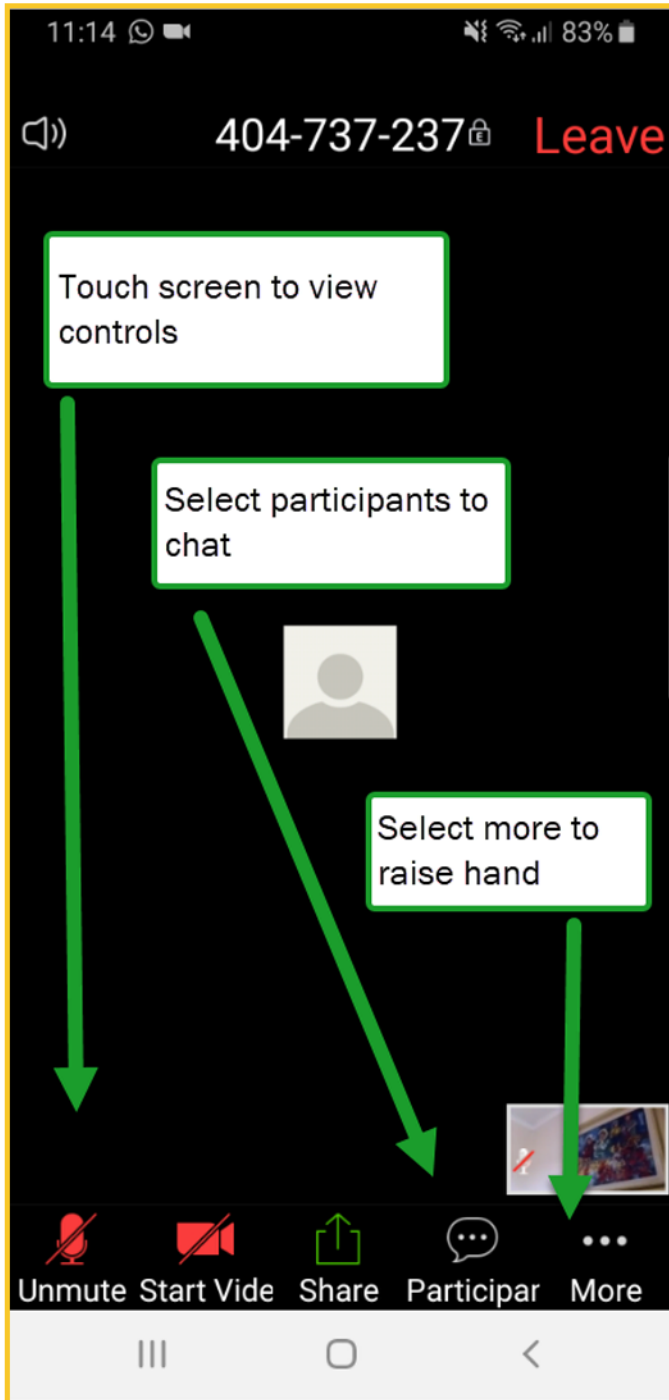 11:14 83%
404-737-237 Leave
Touch screen to view
controls
Select participants to
chat
Select more to
raise hand
Unmute Start Vide Share Participar More